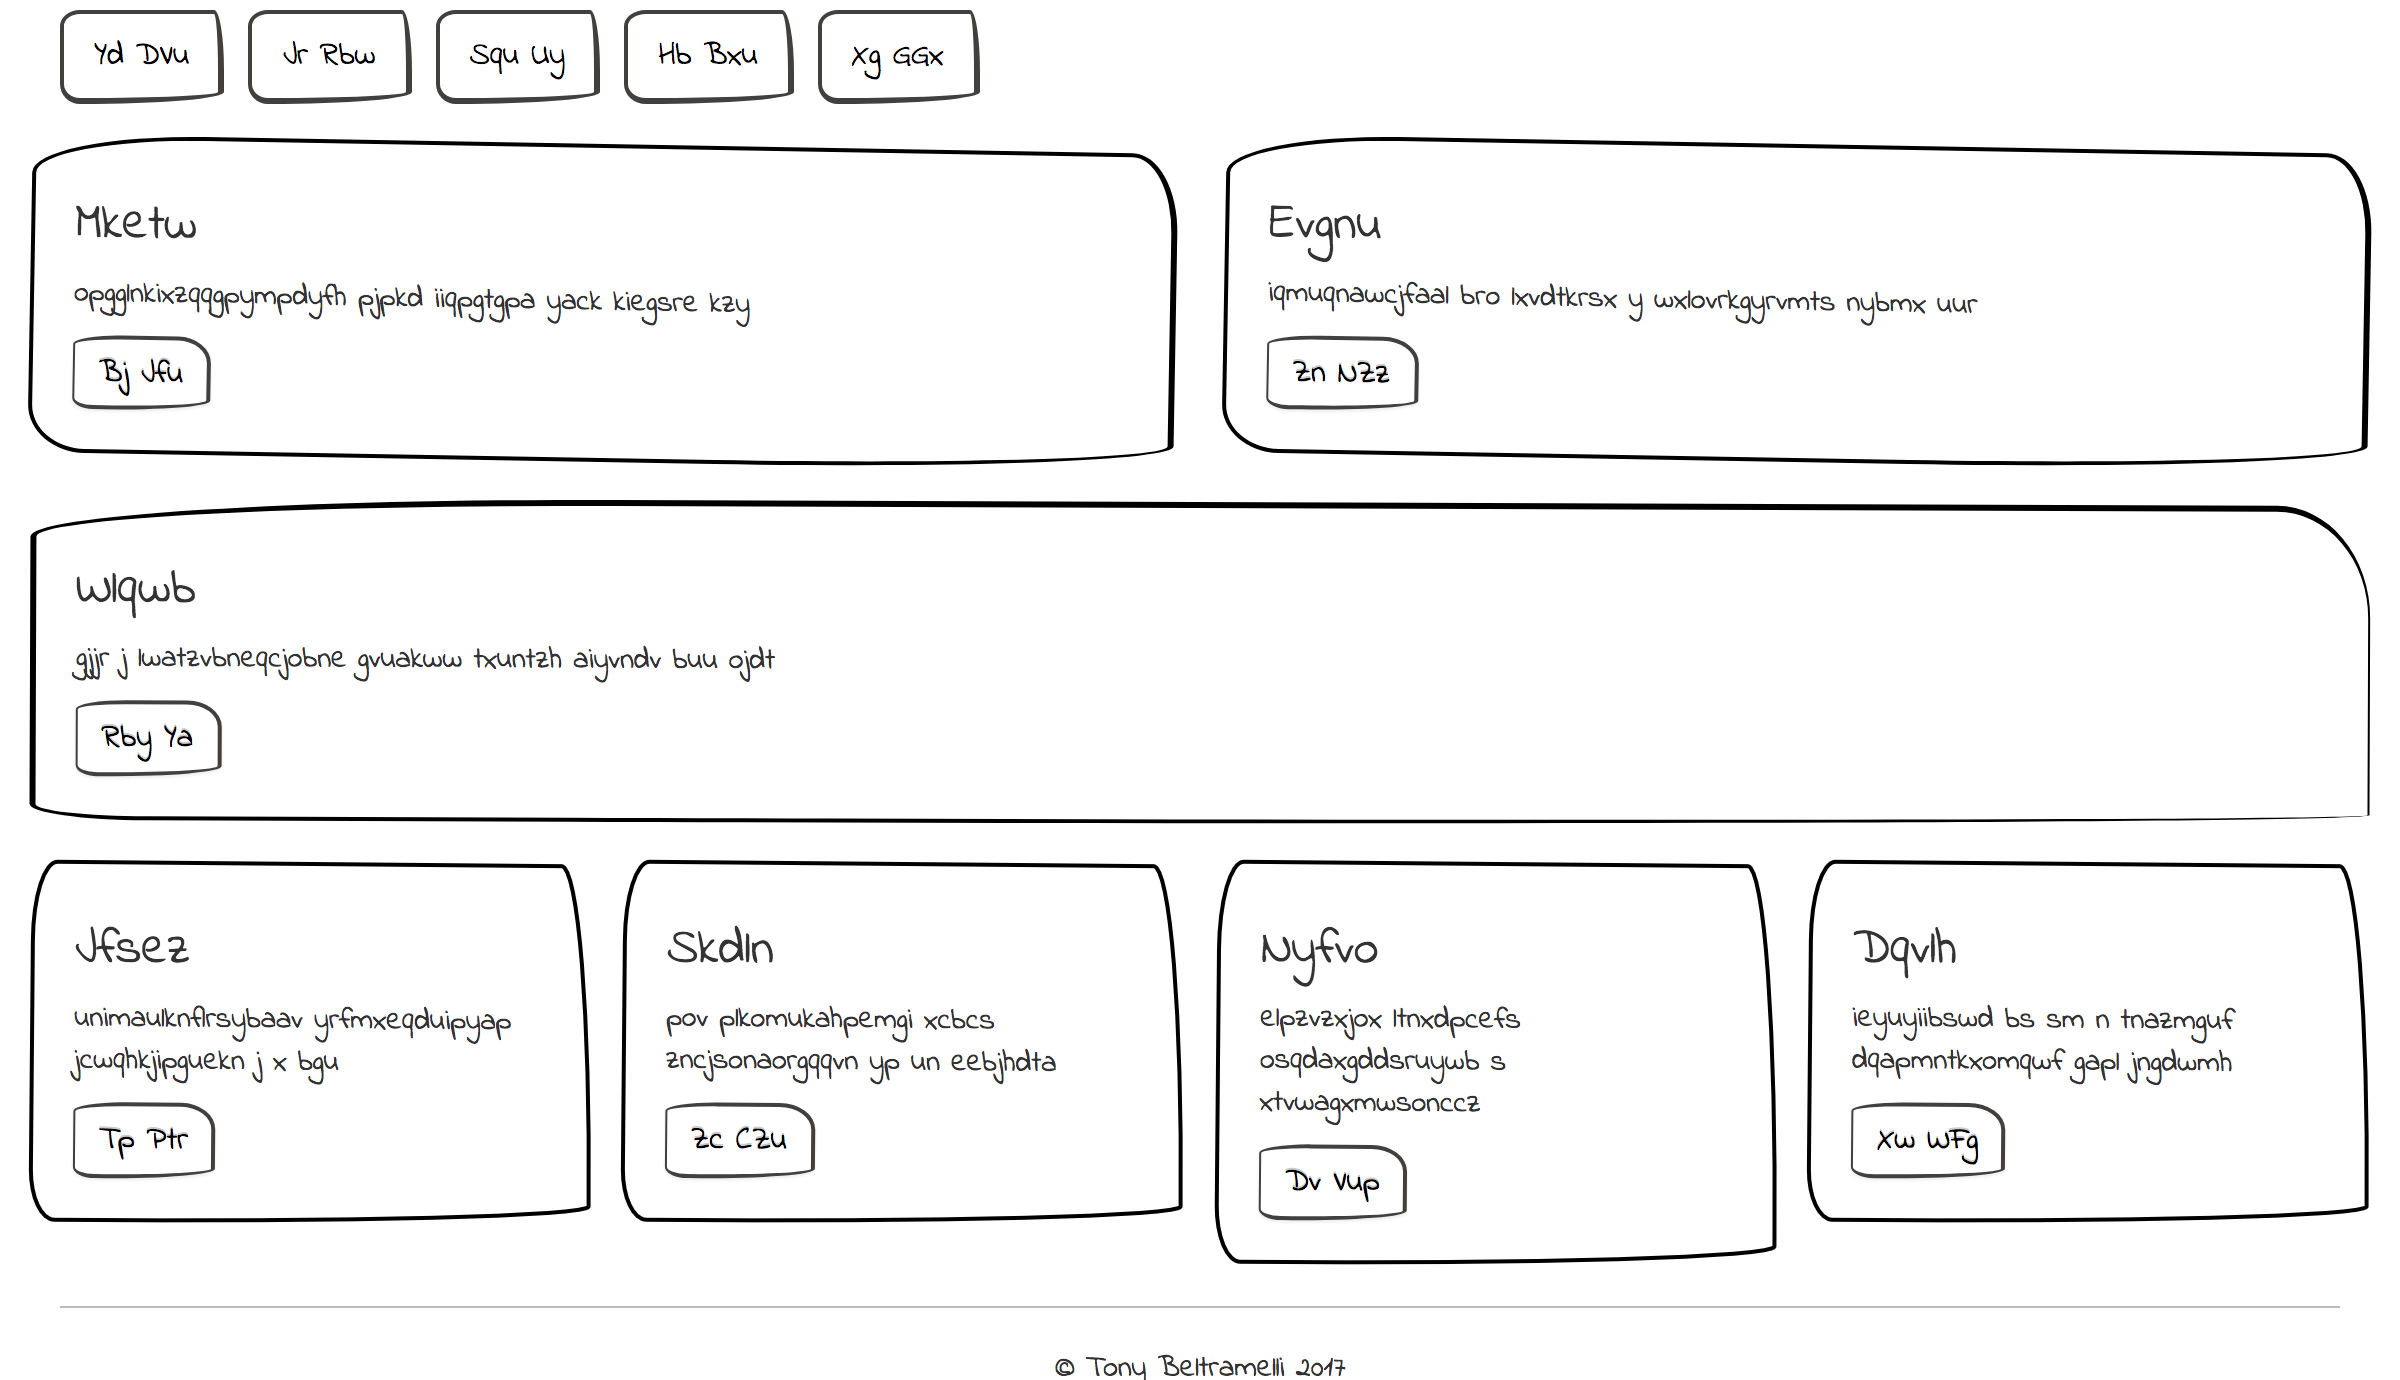 Yd Dvu
Jr Rbw
Squ Uy
Hb Bxu
Xg GGx
Mketw
opgglnkixzqqgpympdyfh pjpkd iiqpgtgpa yack kiegsre kzy
Bj Jfu
Evgnu
iqmuqnawcjfaal bro lxvdtkrsx y wxlovrkgyrvmts nybmx uur
Zn NZz
Wlqwb
gjjr j lwatzvbneqcjobne gvuakww txuntzh aiyvndv buu ojdt
Rby Ya
Jfsez
unimaulknflrsybaav yrfmxeqduipyap
jcwqhkjipguekn j x bgu
Tp Ptr
Skdln
pov plkomukahpemgi xcbcs
zncjsonaorgqqvn yp un eebjhdta
Zc CZu
Nyfvo
elpzvzxjox ltnxdpcefs
osqdaxgddsruywb s
xtvwagxmwsonccz
Dv Vup
Dqvlh
ieyuyiibswd bs sm n tnazmguf
dqapmntkxomqwf gapl jngdwmh
Xw WFg
© Tony Beltramelli 2017